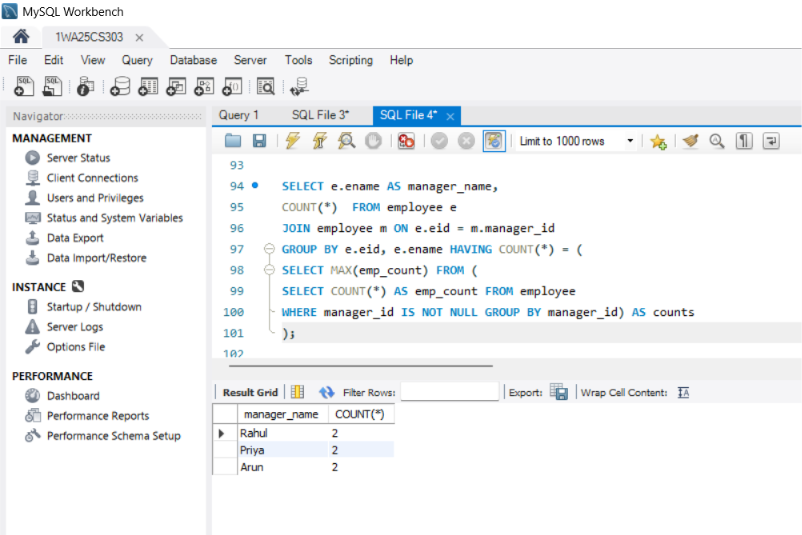 MySQL Workbench
1WA25CS303 ×
File Edit View Query Database Server Tools Scripting Help
Navigator
MANAGEMENT
Server Status
Client Connections
Users and Privileges
Status and System Variables
Data Export
Data Import/Restore
INSTANCE
Startup / Shutdown
Server Logs
Options File
PERFORMANCE
Dashboard
Performance Reports
Performance Schema Setup
Query 1 SQL File 3* SQL File 4* ×
Limit to 1000 rows
93
94 SELECT e.ename AS manager_name,
95 COUNT(*) FROM employee e
96 JOIN employee m ON e.eid = m.manager_id
97 GROUP BY e.eid, e.ename HAVING COUNT(*) = (
98 SELECT MAX(emp_count) FROM (
99 SELECT COUNT(*) AS emp_count FROM employee
100 WHERE manager_id IS NOT NULL GROUP BY manager_id) AS counts
101 );
102
Result Grid Filter Rows: Export: Wrap Cell Content:
manager_name COUNT(*)
Rahul 2
Priya 2
Arun 2